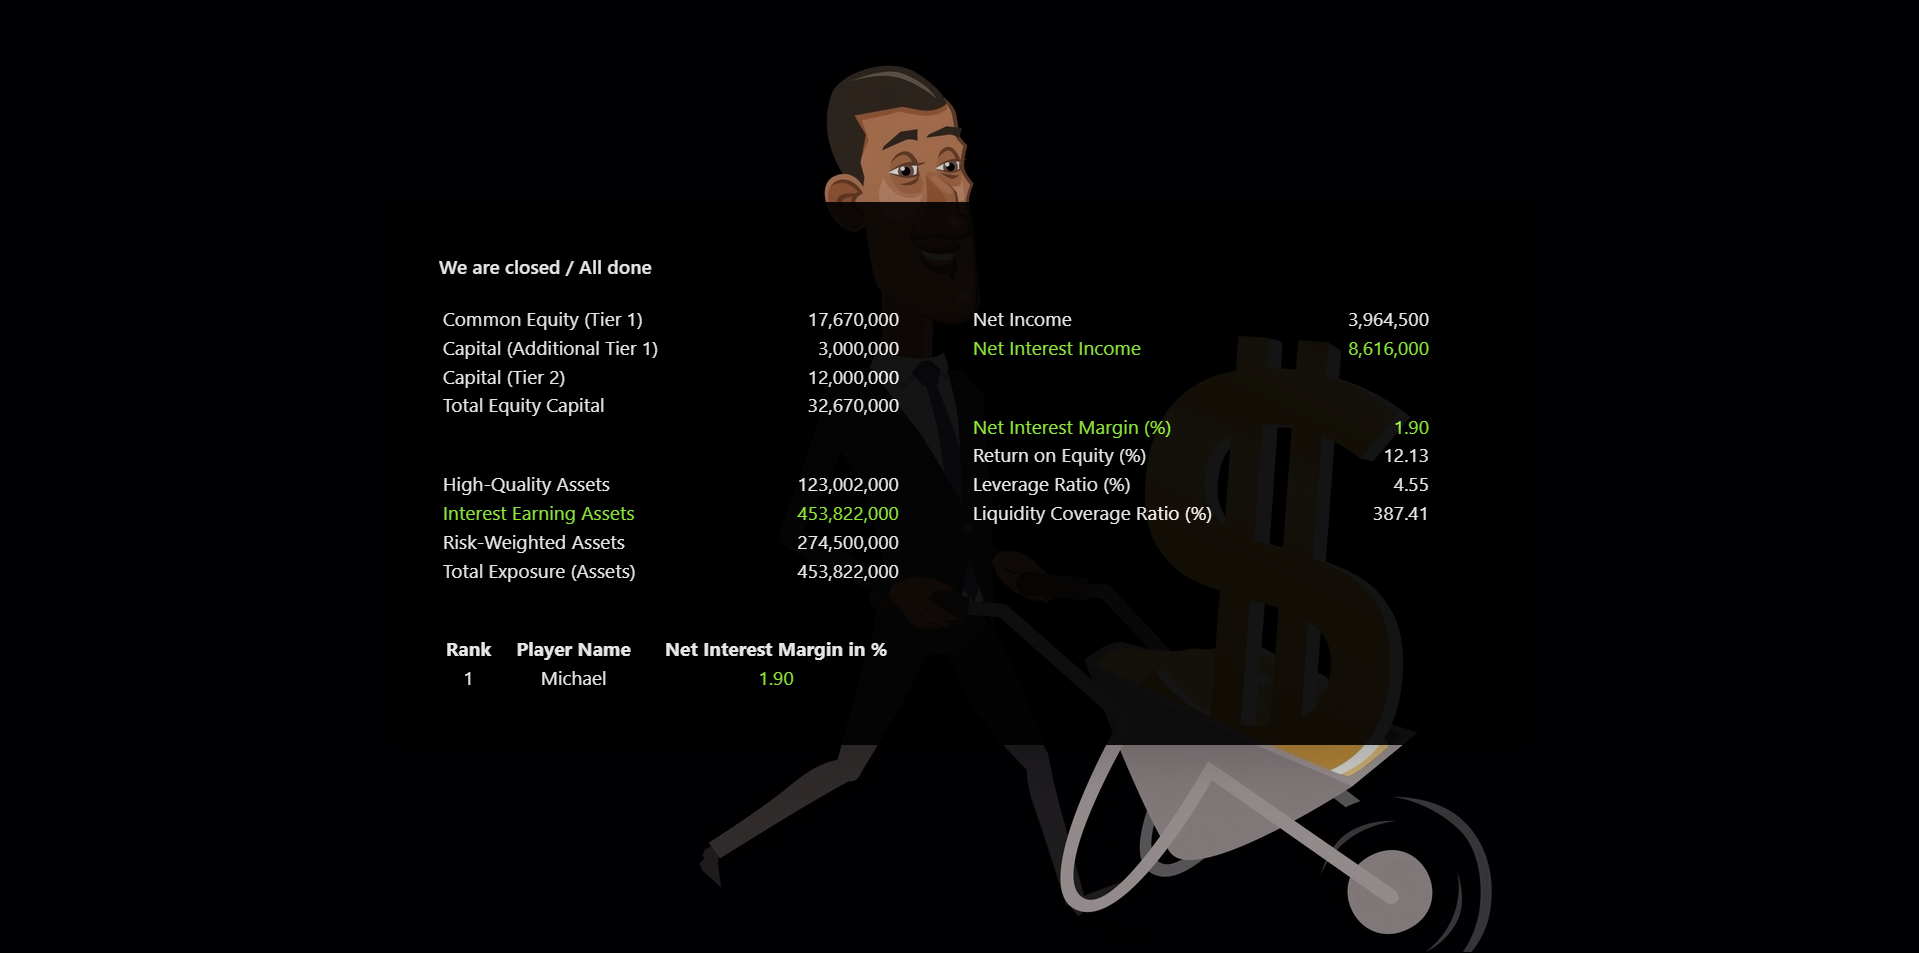 We are closed / All done
Common Equity (Tier 1) 17,670,000
Capital (Additional Tier 1) 3,000,000
Capital (Tier 2) 12,000,000
Total Equity Capital 32,670,000
High-Quality Assets 123,002,000
Interest Earning Assets 453,822,000
Risk-Weighted Assets 274,500,000
Total Exposure (Assets) 453,822,000
Net Income 3,964,500
Net Interest Income 8,616,000
Net Interest Margin (%) 1.90
Return on Equity (%) 12.13
Leverage Ratio (%) 4.55
Liquidity Coverage Ratio (%) 387.41
Rank Player Name Net Interest Margin in %
1 Michael 1.90